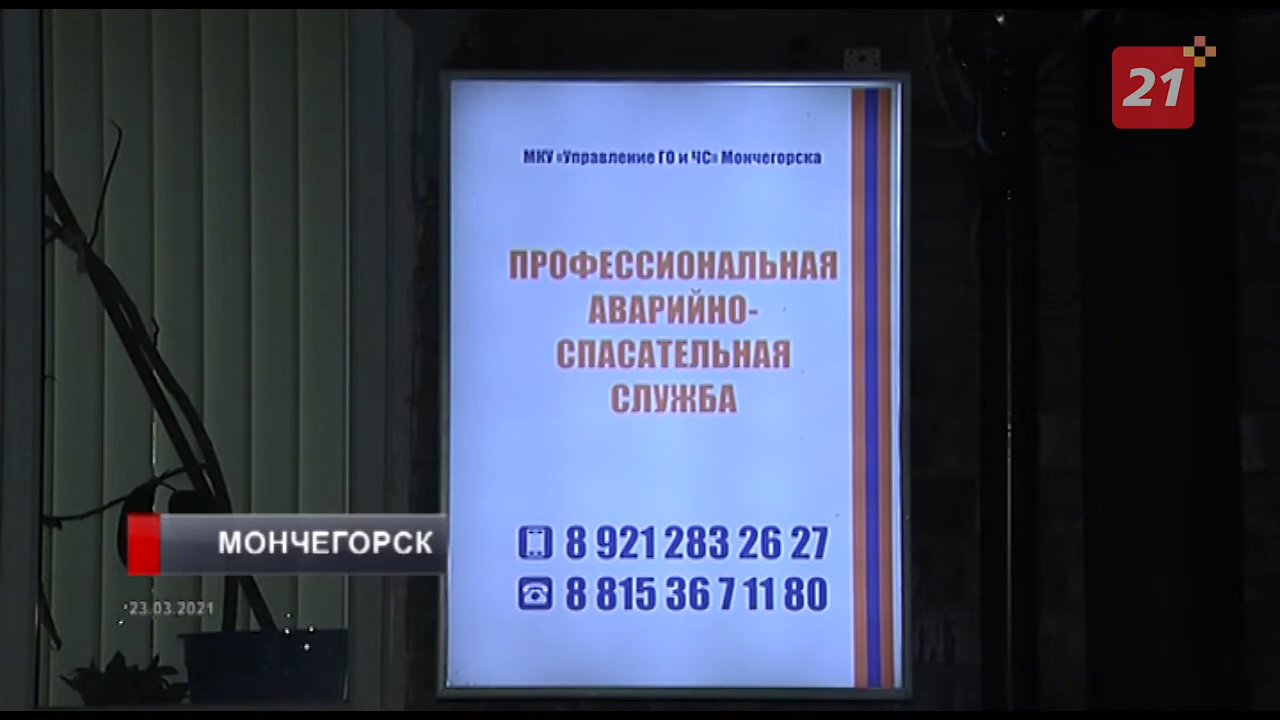 21
МКУ «Управление ГО и ЧС» Мончегорска
ПРОФЕССИОНАЛЬНАЯ
АВАРИЙНО-
СПАСАТЕЛЬНАЯ
СЛУЖБА
8 921 283 26 27
8 815 36 7 11 80
МОНЧЕГОРСК
23.03.2021